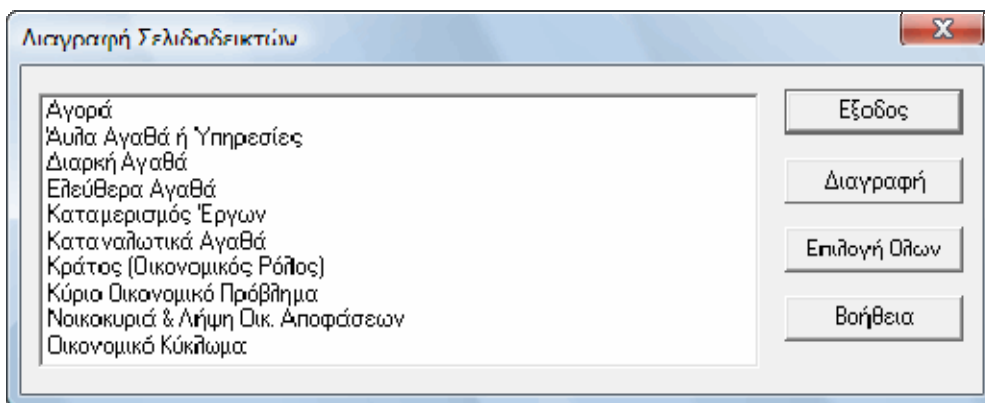 Διαγραφή Σελιδοδεικτών
Αγορά
Άυλα Αγαθά ή Υπηρεσίες
Διαρκή Αγαθά
Ελεύθερα Αγαθά
Καταμερισμός Έργων
Καταναλωτικά Αγαθά
Κράτος (Οικονομικός Ρόλος)
Κύριο Οικονομικό Πρόβλημα
Νοικοκυριά & Λήψη Οικ. Αποφάσεων
Οικονομικό Κύκλωμα
Εξοδος
Διαγραφή
Επιλογή Ολων
Βοήθεια